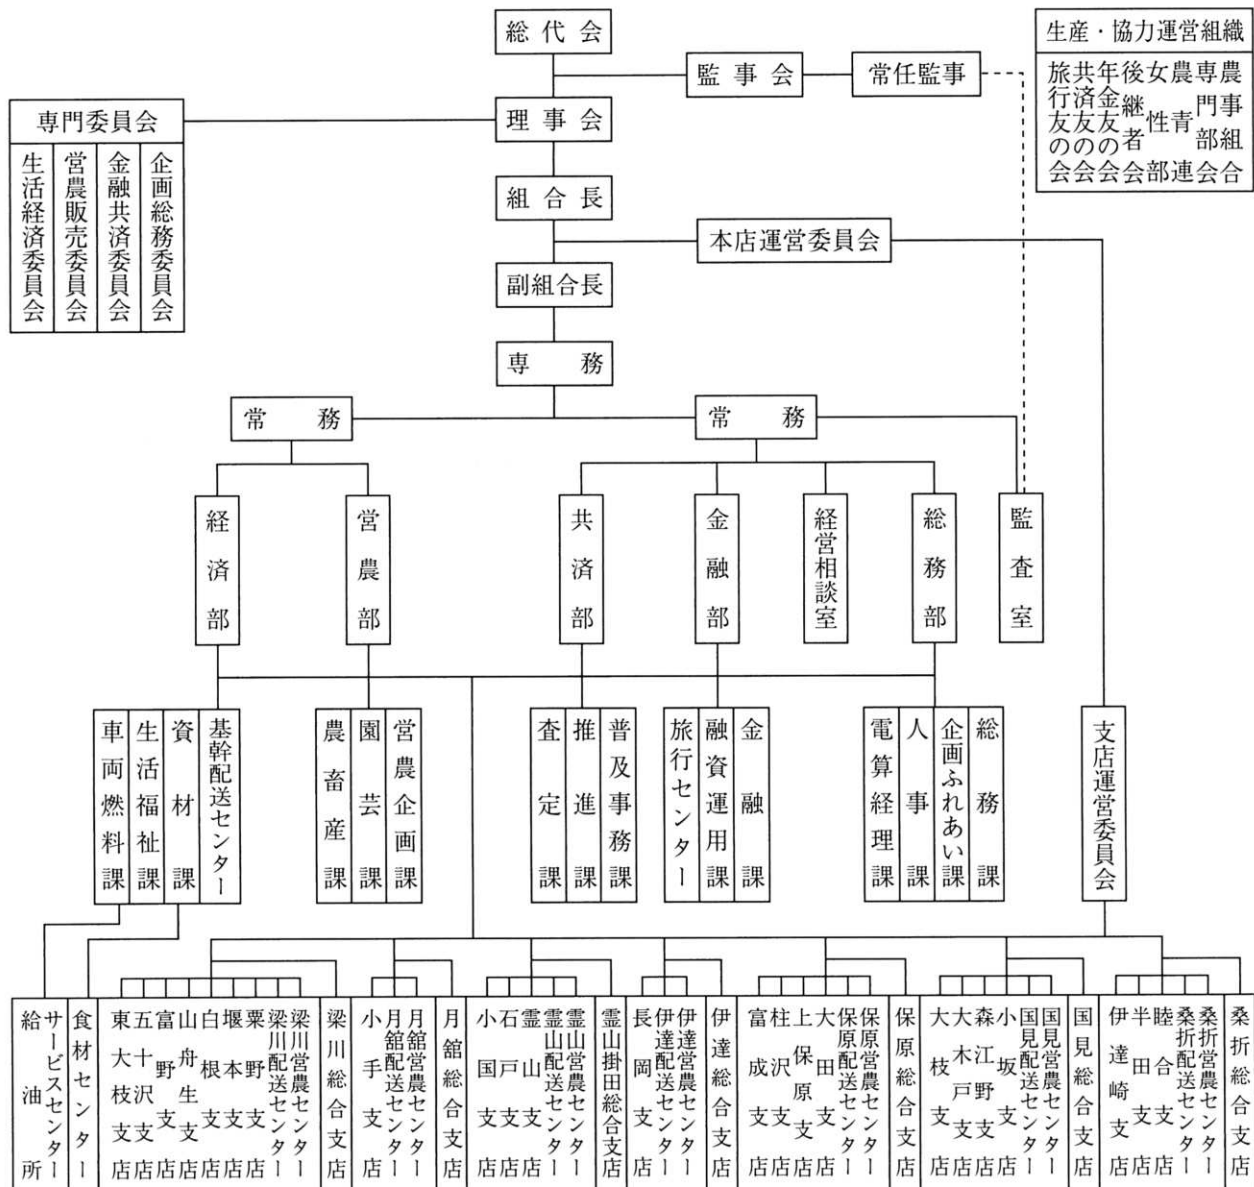 総代会
監事会
常任監事
生産・協力運営組織
農事組合
専門部会
農青連
女性部
後継者会
年金友の会
共済友の会
旅行友の会
理事会
専門委員会
企画総務委員会
金融共済委員会
営農販売委員会
生活経済委員会
組合長
本店運営委員会
副組合長
専務
常務
常務
監査室
総務部
経営相談室
金融部
共済部
営農部
経済部
支店運営委員会
総務課
企画ふれあい課
人事課
電算経理課
金融課
融資運用課
旅行センター
普及事務課
推進課
査定課
営農企画課
園芸課
農畜産課
基幹配送センター
資材課
生活福祉課
車両燃料課
桑折総合支店
桑折営農センター
桑折配送センター
睦合支店
半田支店
伊達崎支店
国見総合支店
国見営農センター
国見配送センター
小坂支店
森江野支店
大木戸支店
大枝支店
保原総合支店
保原営農センター
保原配送センター
大田支店
上保原支店
柱沢支店
富成支店
伊達総合支店
伊達営農センター
伊達配送センター
長岡支店
霊山掛田総合支店
霊山営農センター
霊山配送センター
霊山支店
石戸支店
小国支店
月舘総合支店
月舘営農センター
月舘配送センター
小手支店
梁川総合支店
梁川営農センター
梁川配送センター
粟野支店
堰本支店
白根支店
山舟生支店
富野支店
五十沢支店
東大枝支店
食材センター
サービスセンター
給油所